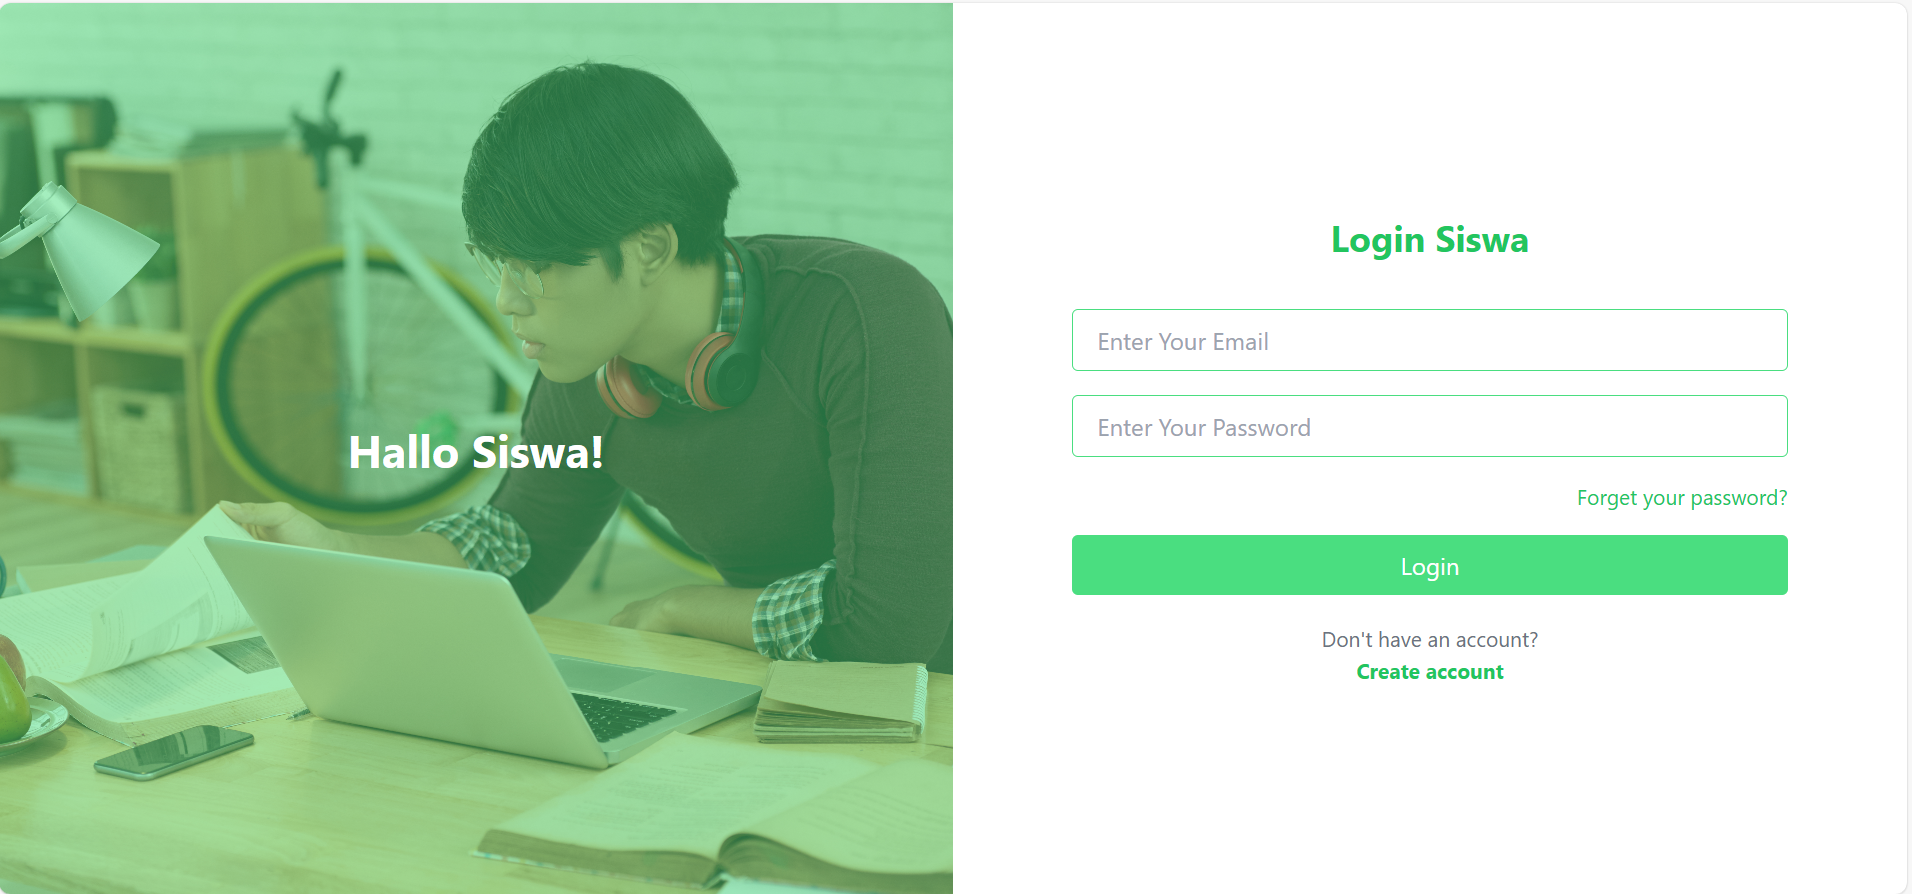 Hallo Siswa!
Login Siswa
Enter Your Email
Enter Your Password
Forget your password?
Login
Don't have an account?
Create account